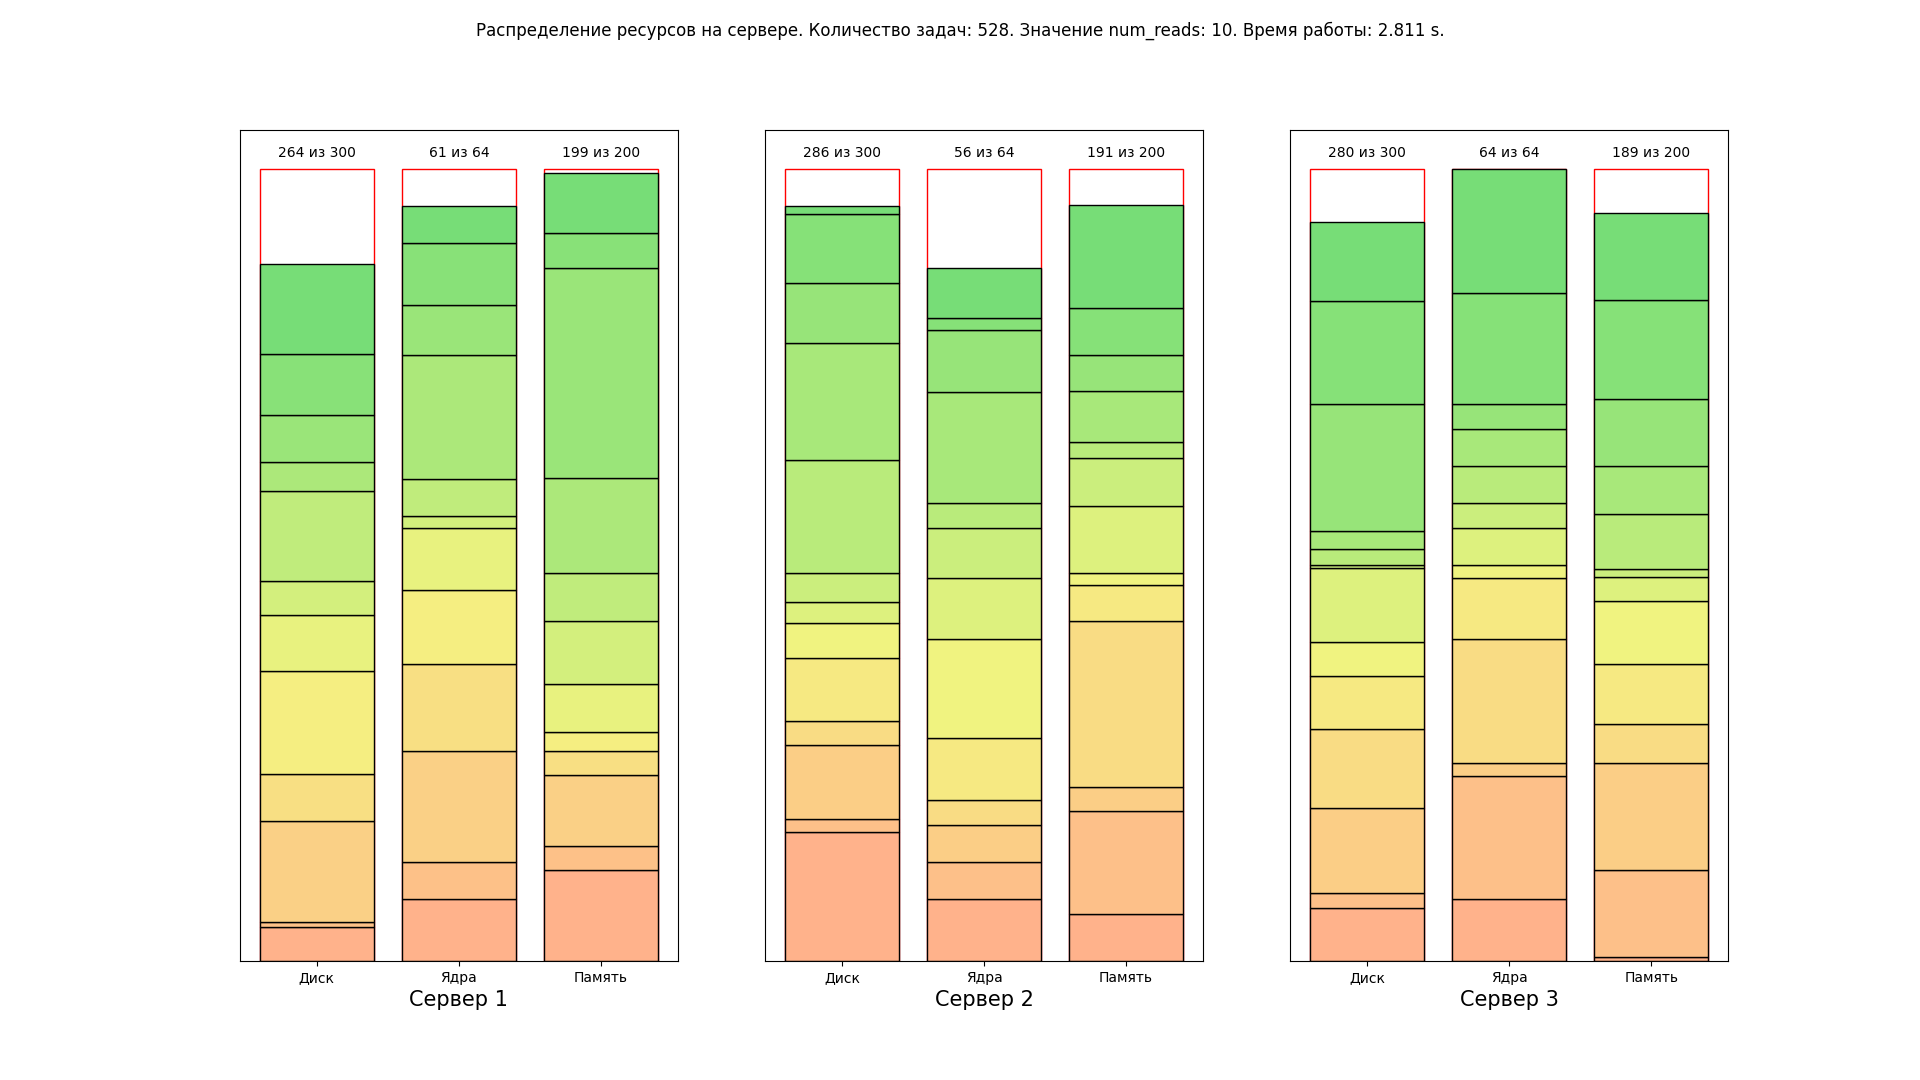 Распределение ресурсов на сервере. Количество задач: 528. Значение num_reads: 10. Время работы: 2.811 s.
264 из 300 61 из 64 199 из 200
Диск Ядра Память
Сервер 1
286 из 300 56 из 64 191 из 200
Диск Ядра Память
Сервер 2
280 из 300 64 из 64 189 из 200
Диск Ядра Память
Сервер 3